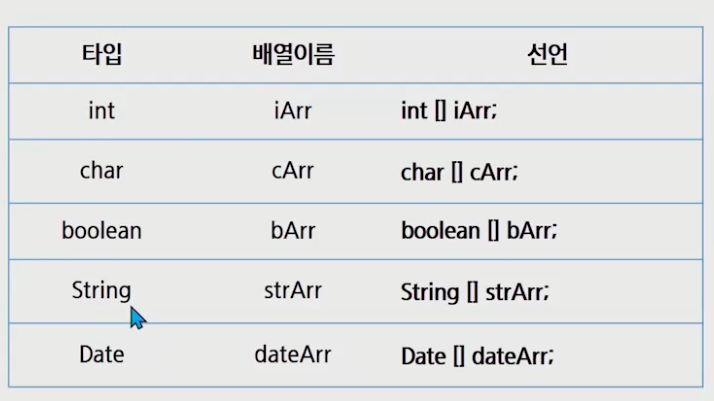 타입 배열이름 선언
int iArr int [] iArr;
char cArr char [] cArr;
boolean bArr boolean [] bArr;
String strArr String [] strArr;
Date dateArr Date [] dateArr;